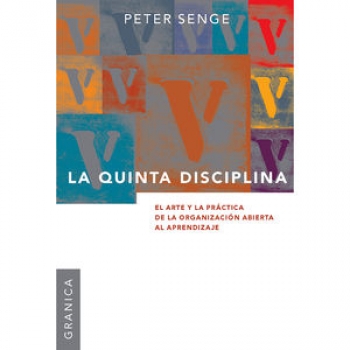 PETER SENGE
V V V V V
V V V V
LA QUINTA DISCIPLINA
EL ARTE Y LA PRÁCTICA
DE LA ORGANIZACIÓN ABIERTA
AL APRENDIZAJE
GRANICA